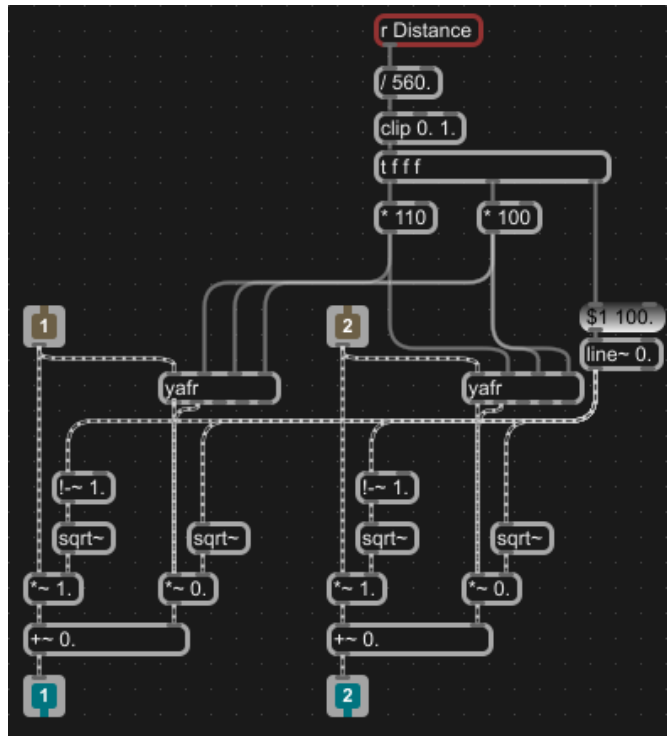 r Distance
/ 560.
clip 0. 1.
t f f f
* 110
* 100
1
2
$1 100.
line~ 0.
yafr
yafr
!-~ 1.
!-~ 1.
sqrt~
sqrt~
sqrt~
sqrt~
*~ 1.
*~ 0.
*~ 1.
*~ 0.
+~ 0.
+~ 0.
1
2